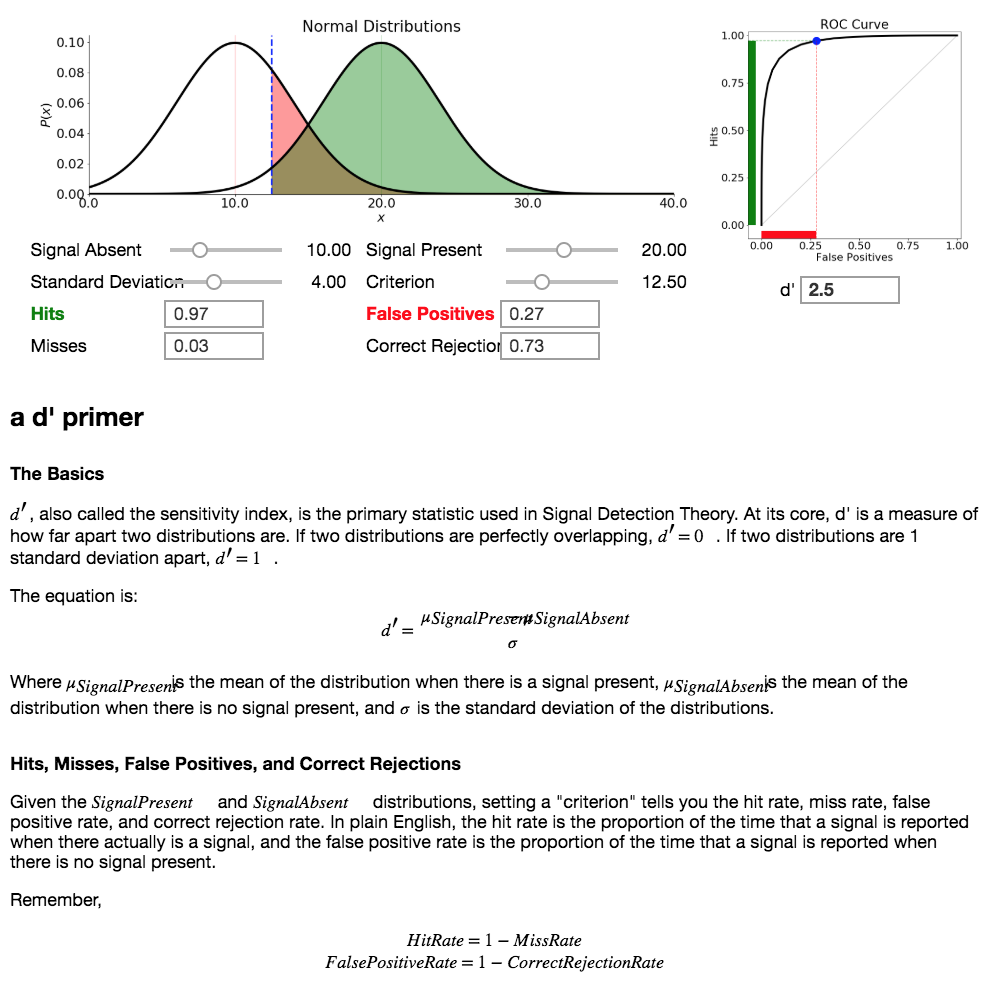 Normal Distributions
0.10
0.08
0.06
0.04
0.02
0.00
P(x)
0.0 10.0 20.0 30.0 40.0
x
ROC Curve
1.00
0.75
0.50
0.25
0.00
Hits
0.00 0.25 0.50 0.75 1.00
False Positives
d' 2.5
Signal Absent 10.00 Signal Present 20.00
Standard Deviation 4.00 Criterion 12.50
Hits 0.97 False Positives 0.27
Misses 0.03 Correct Rejection 0.73
a d' primer
The Basics
d′ , also called the sensitivity index, is the primary statistic used in Signal Detection Theory. At its core, d' is a measure of
how far apart two distributions are. If two distributions are perfectly overlapping, d′ = 0 . If two distributions are 1
standard deviation apart, d′ = 1 .
The equation is:
d′ = μSignalPresent − μSignalAbsent
σ
Where μSignalPresent is the mean of the distribution when there is a signal present, μSignalAbsent is the mean of the
distribution when there is no signal present, and σ is the standard deviation of the distributions.
Hits, Misses, False Positives, and Correct Rejections
Given the SignalPresent and SignalAbsent distributions, setting a "criterion" tells you the hit rate, miss rate, false
positive rate, and correct rejection rate. In plain English, the hit rate is the proportion of the time that a signal is reported
when there actually is a signal, and the false positive rate is the proportion of the time that a signal is reported when
there is no signal present.
Remember,
HitRate = 1 − MissRate
FalsePositiveRate = 1 − CorrectRejectionRate